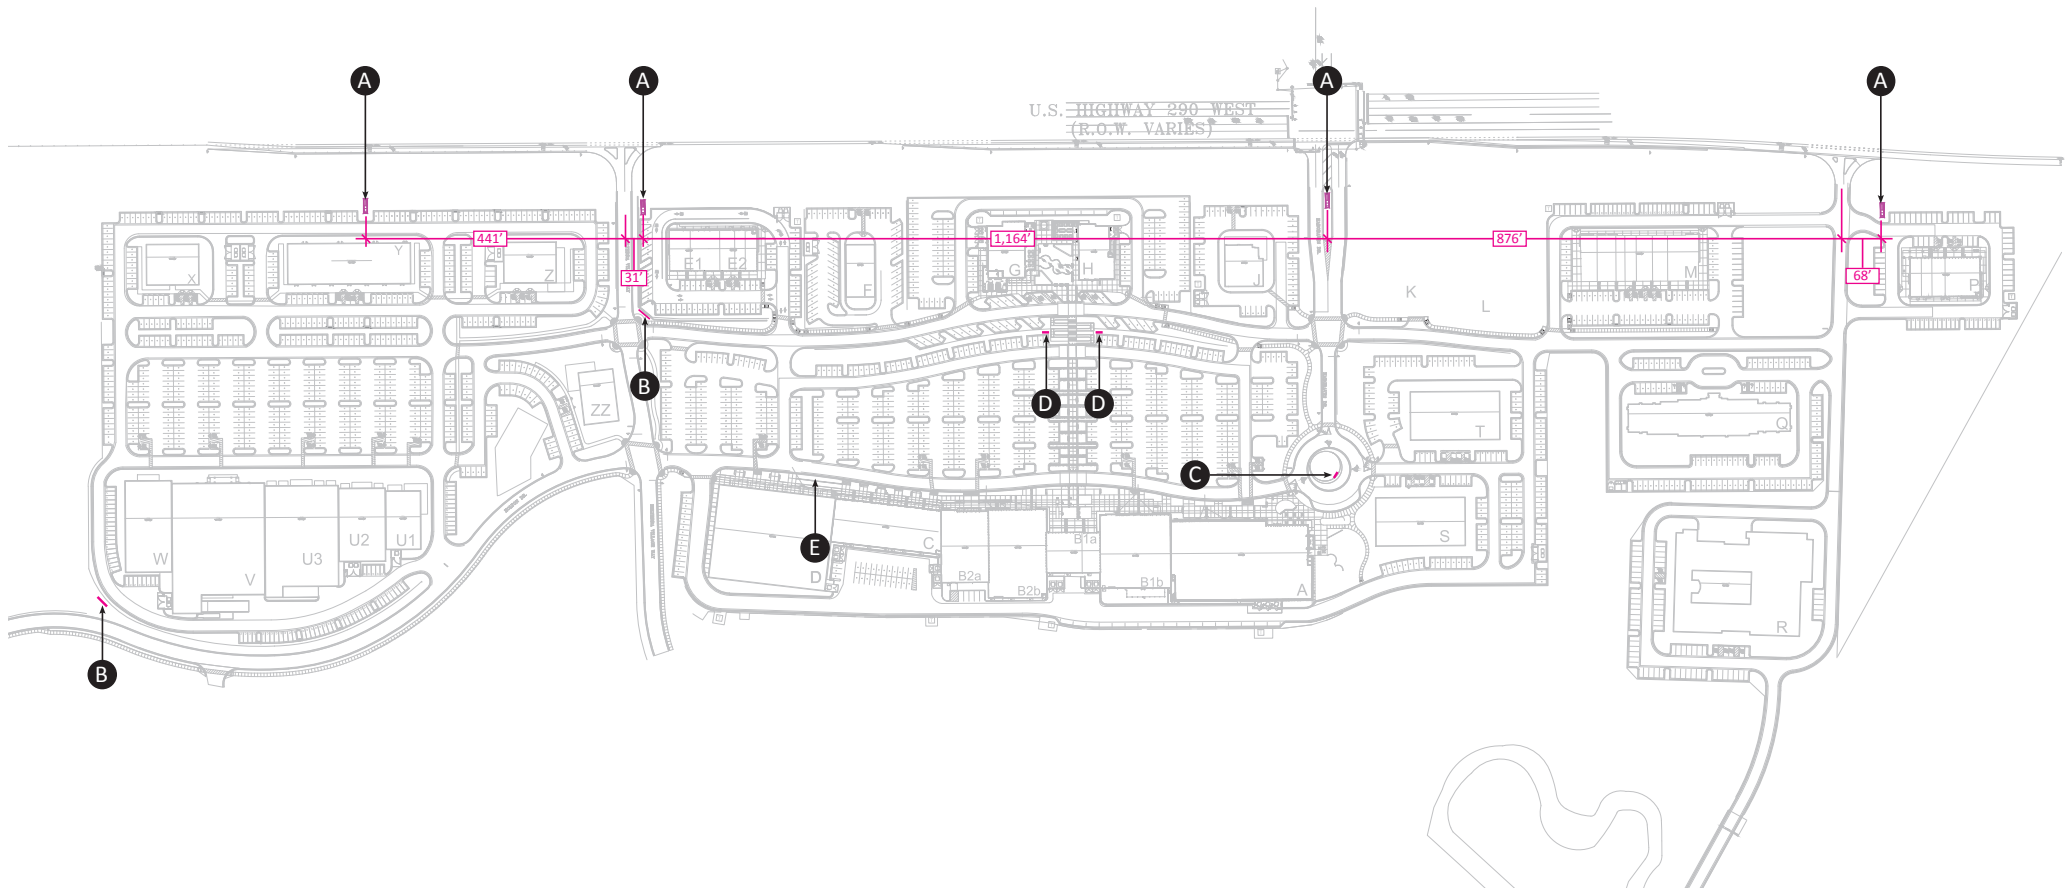 A
A
A
A
U.S. HIGHWAY 290 WEST
(R.O.W. VARIES)
441'
1,164'
876'
31'
68'
X
Y
Z
E1
E2
F
G
H
J
K
L
M
P
B
D
D
ZZ
T
Q
C
W
V
U3
U2
U1
E
D
C
B2a
B2b
B1a
B1b
A
S
R
B